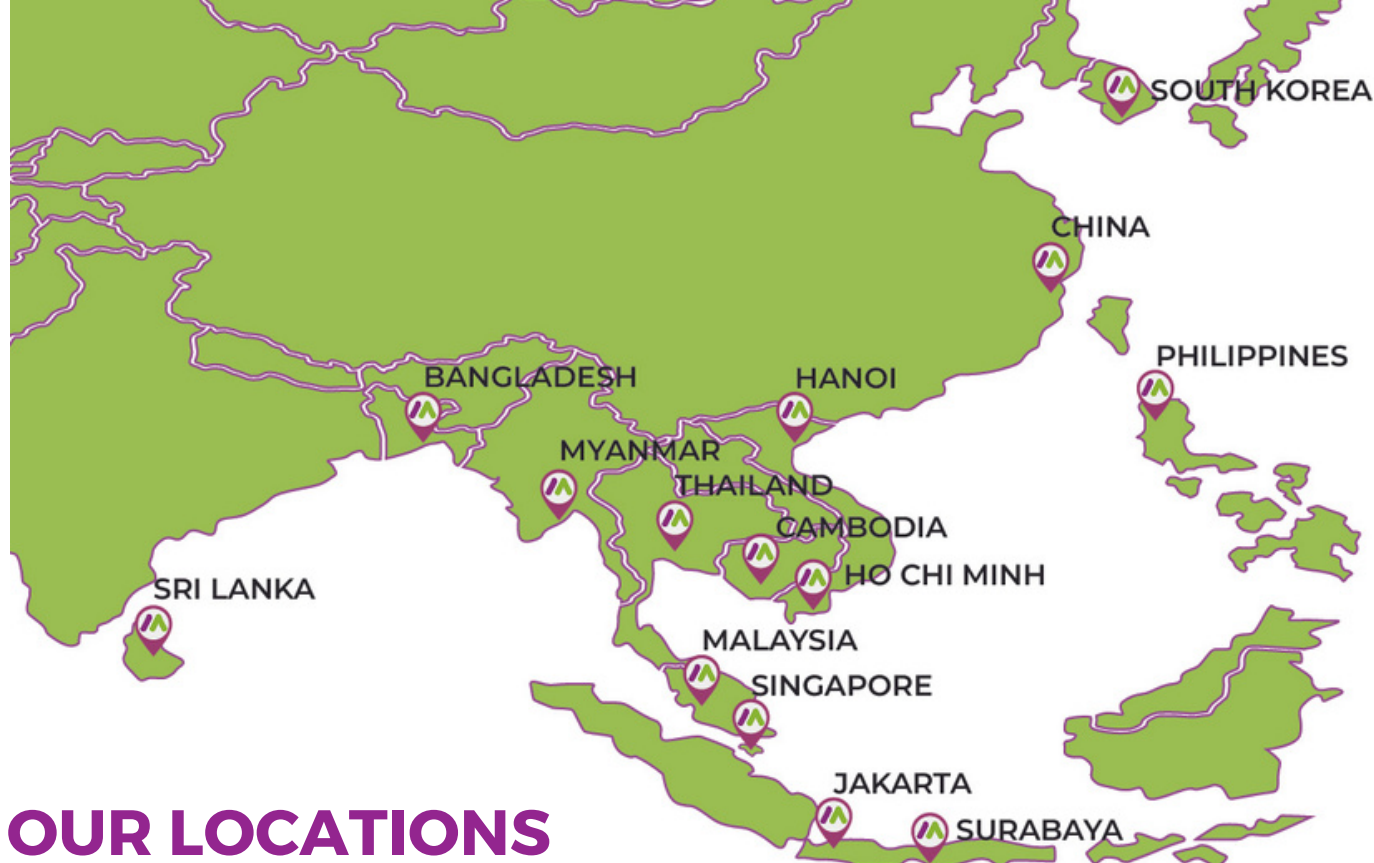 SOUTH KOREA
CHINA
PHILIPPINES
BANGLADESH
HANOI
MYANMAR
THAILAND
CAMBODIA
HO CHI MINH
SRI LANKA
MALAYSIA
SINGAPORE
JAKARTA
SURABAYA
OUR LOCATIONS